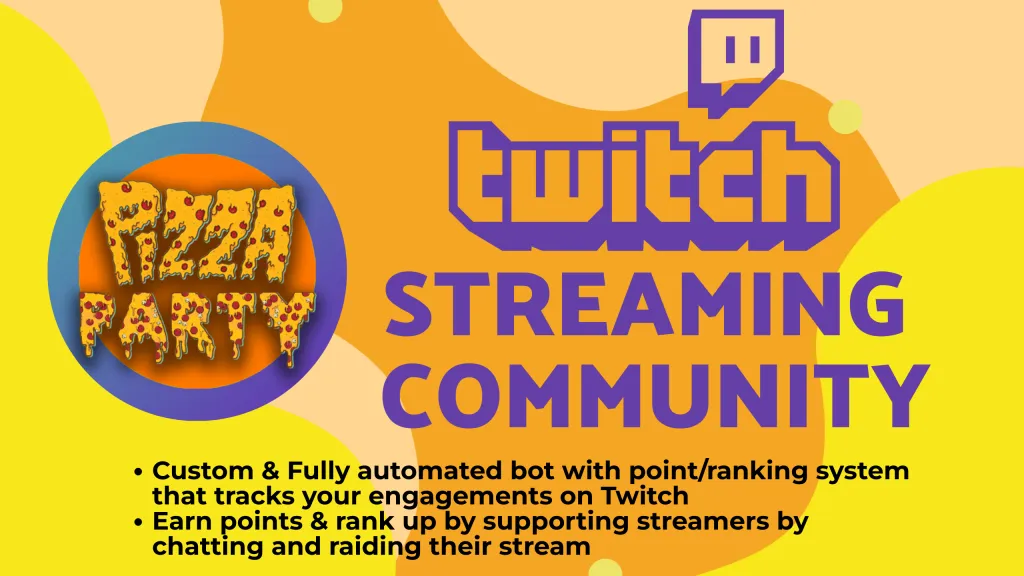 twitch
PIZZA
PARTY
STREAMING
COMMUNITY
• Custom & Fully automated bot with point/ranking system
that tracks your engagements on Twitch
• Earn points & rank up by supporting streamers by
chatting and raiding their stream